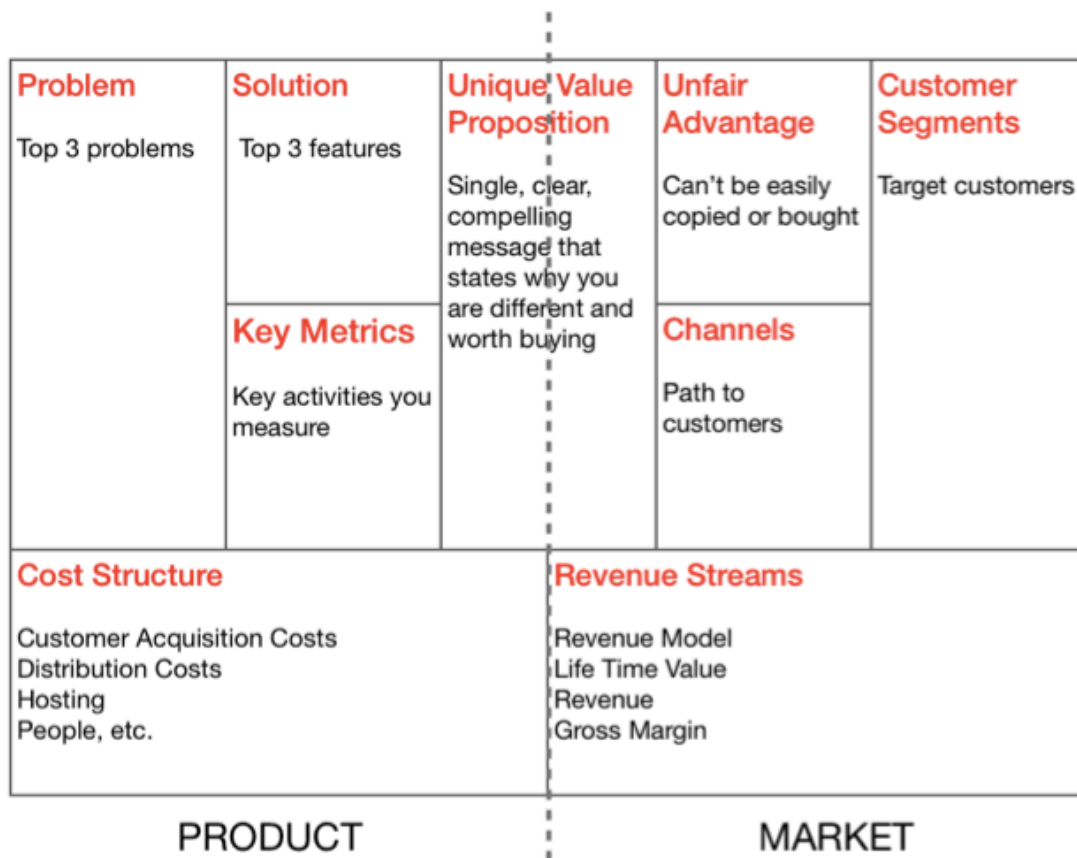 Problem
Top 3 problems
Solution
Top 3 features
Key Metrics
Key activities you
measure
Unique Value
Proposition
Single, clear,
compelling
message that
states why you
are different and
worth buying
Unfair
Advantage
Can't be easily
copied or bought
Channels
Path to
customers
Customer
Segments
Target customers
Cost Structure
Customer Acquisition Costs
Distribution Costs
Hosting
People, etc.
Revenue Streams
Revenue Model
Life Time Value
Revenue
Gross Margin
PRODUCT
MARKET